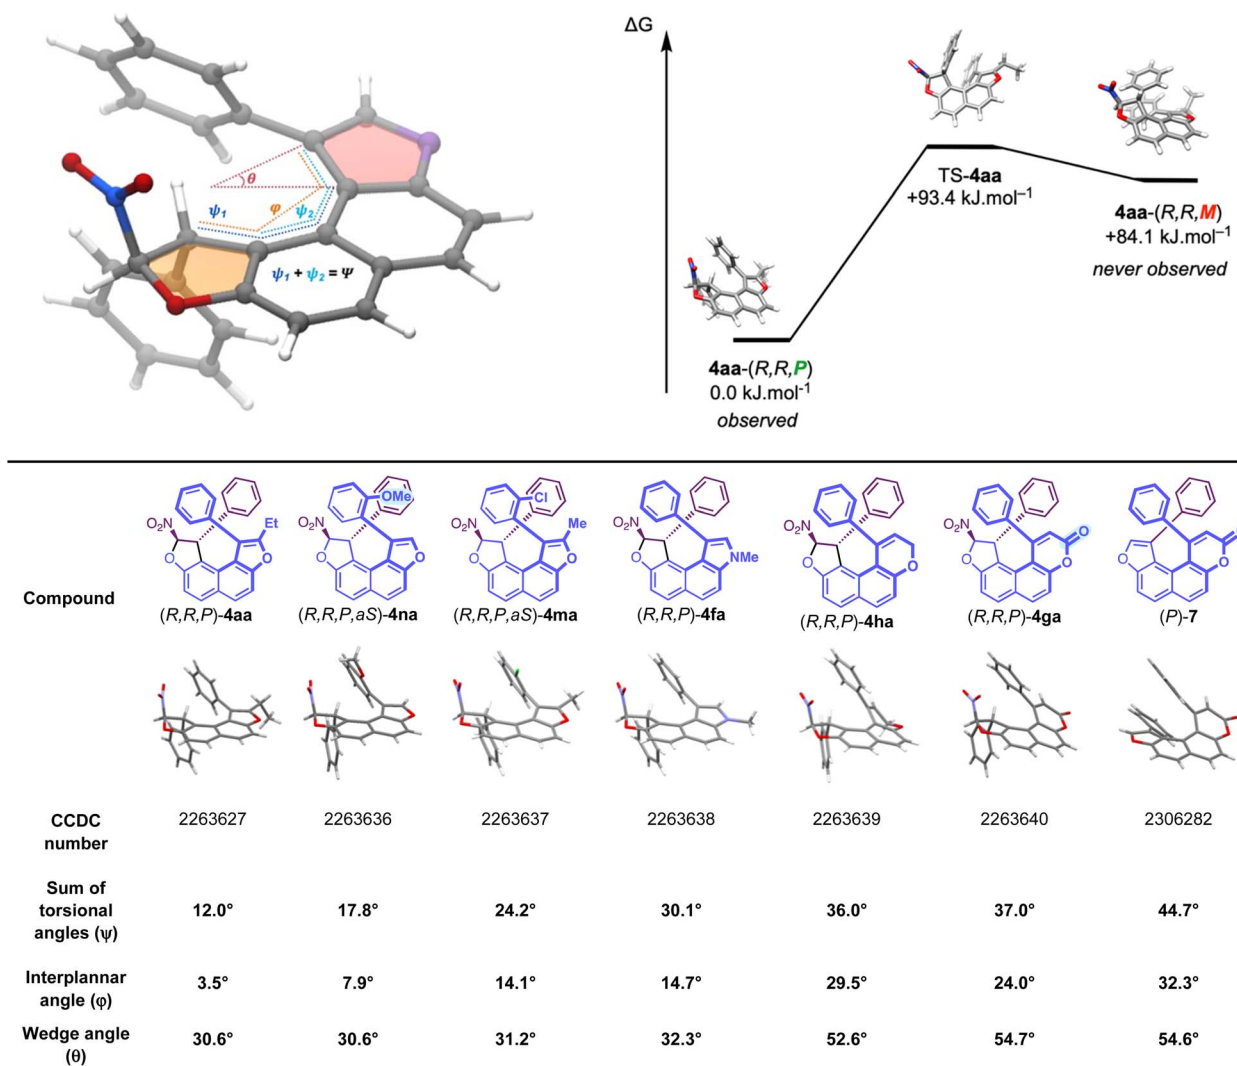 ΔG
θ
ψ1
φ
ψ2
ψ1 + ψ2 = Ψ
TS-4aa
+93.4 kJ.mol–1
4aa-(R,R,M)
+84.1 kJ.mol–1
never observed
4aa-(R,R,P)
0.0 kJ.mol-1
observed
Compound
O2N
Et
O
O
(R,R,P)-4aa
OMe
O2N
O
O
(R,R,P,aS)-4na
Cl
O2N
Me
O
O
(R,R,P,aS)-4ma
O2N
O
NMe
(R,R,P)-4fa
O2N
O
O
(R,R,P)-4ha
O2N
O
O
O
(R,R,P)-4ga
O
O
(P)-7
CCDC number
2263627 2263636 2263637 2263638 2263639 2263640 2306282
Sum of torsional angles (ψ)
12.0° 17.8° 24.2° 30.1° 36.0° 37.0° 44.7°
Interplannar angle (φ)
3.5° 7.9° 14.1° 14.7° 29.5° 24.0° 32.3°
Wedge angle (θ)
30.6° 30.6° 31.2° 32.3° 52.6° 54.7° 54.6°